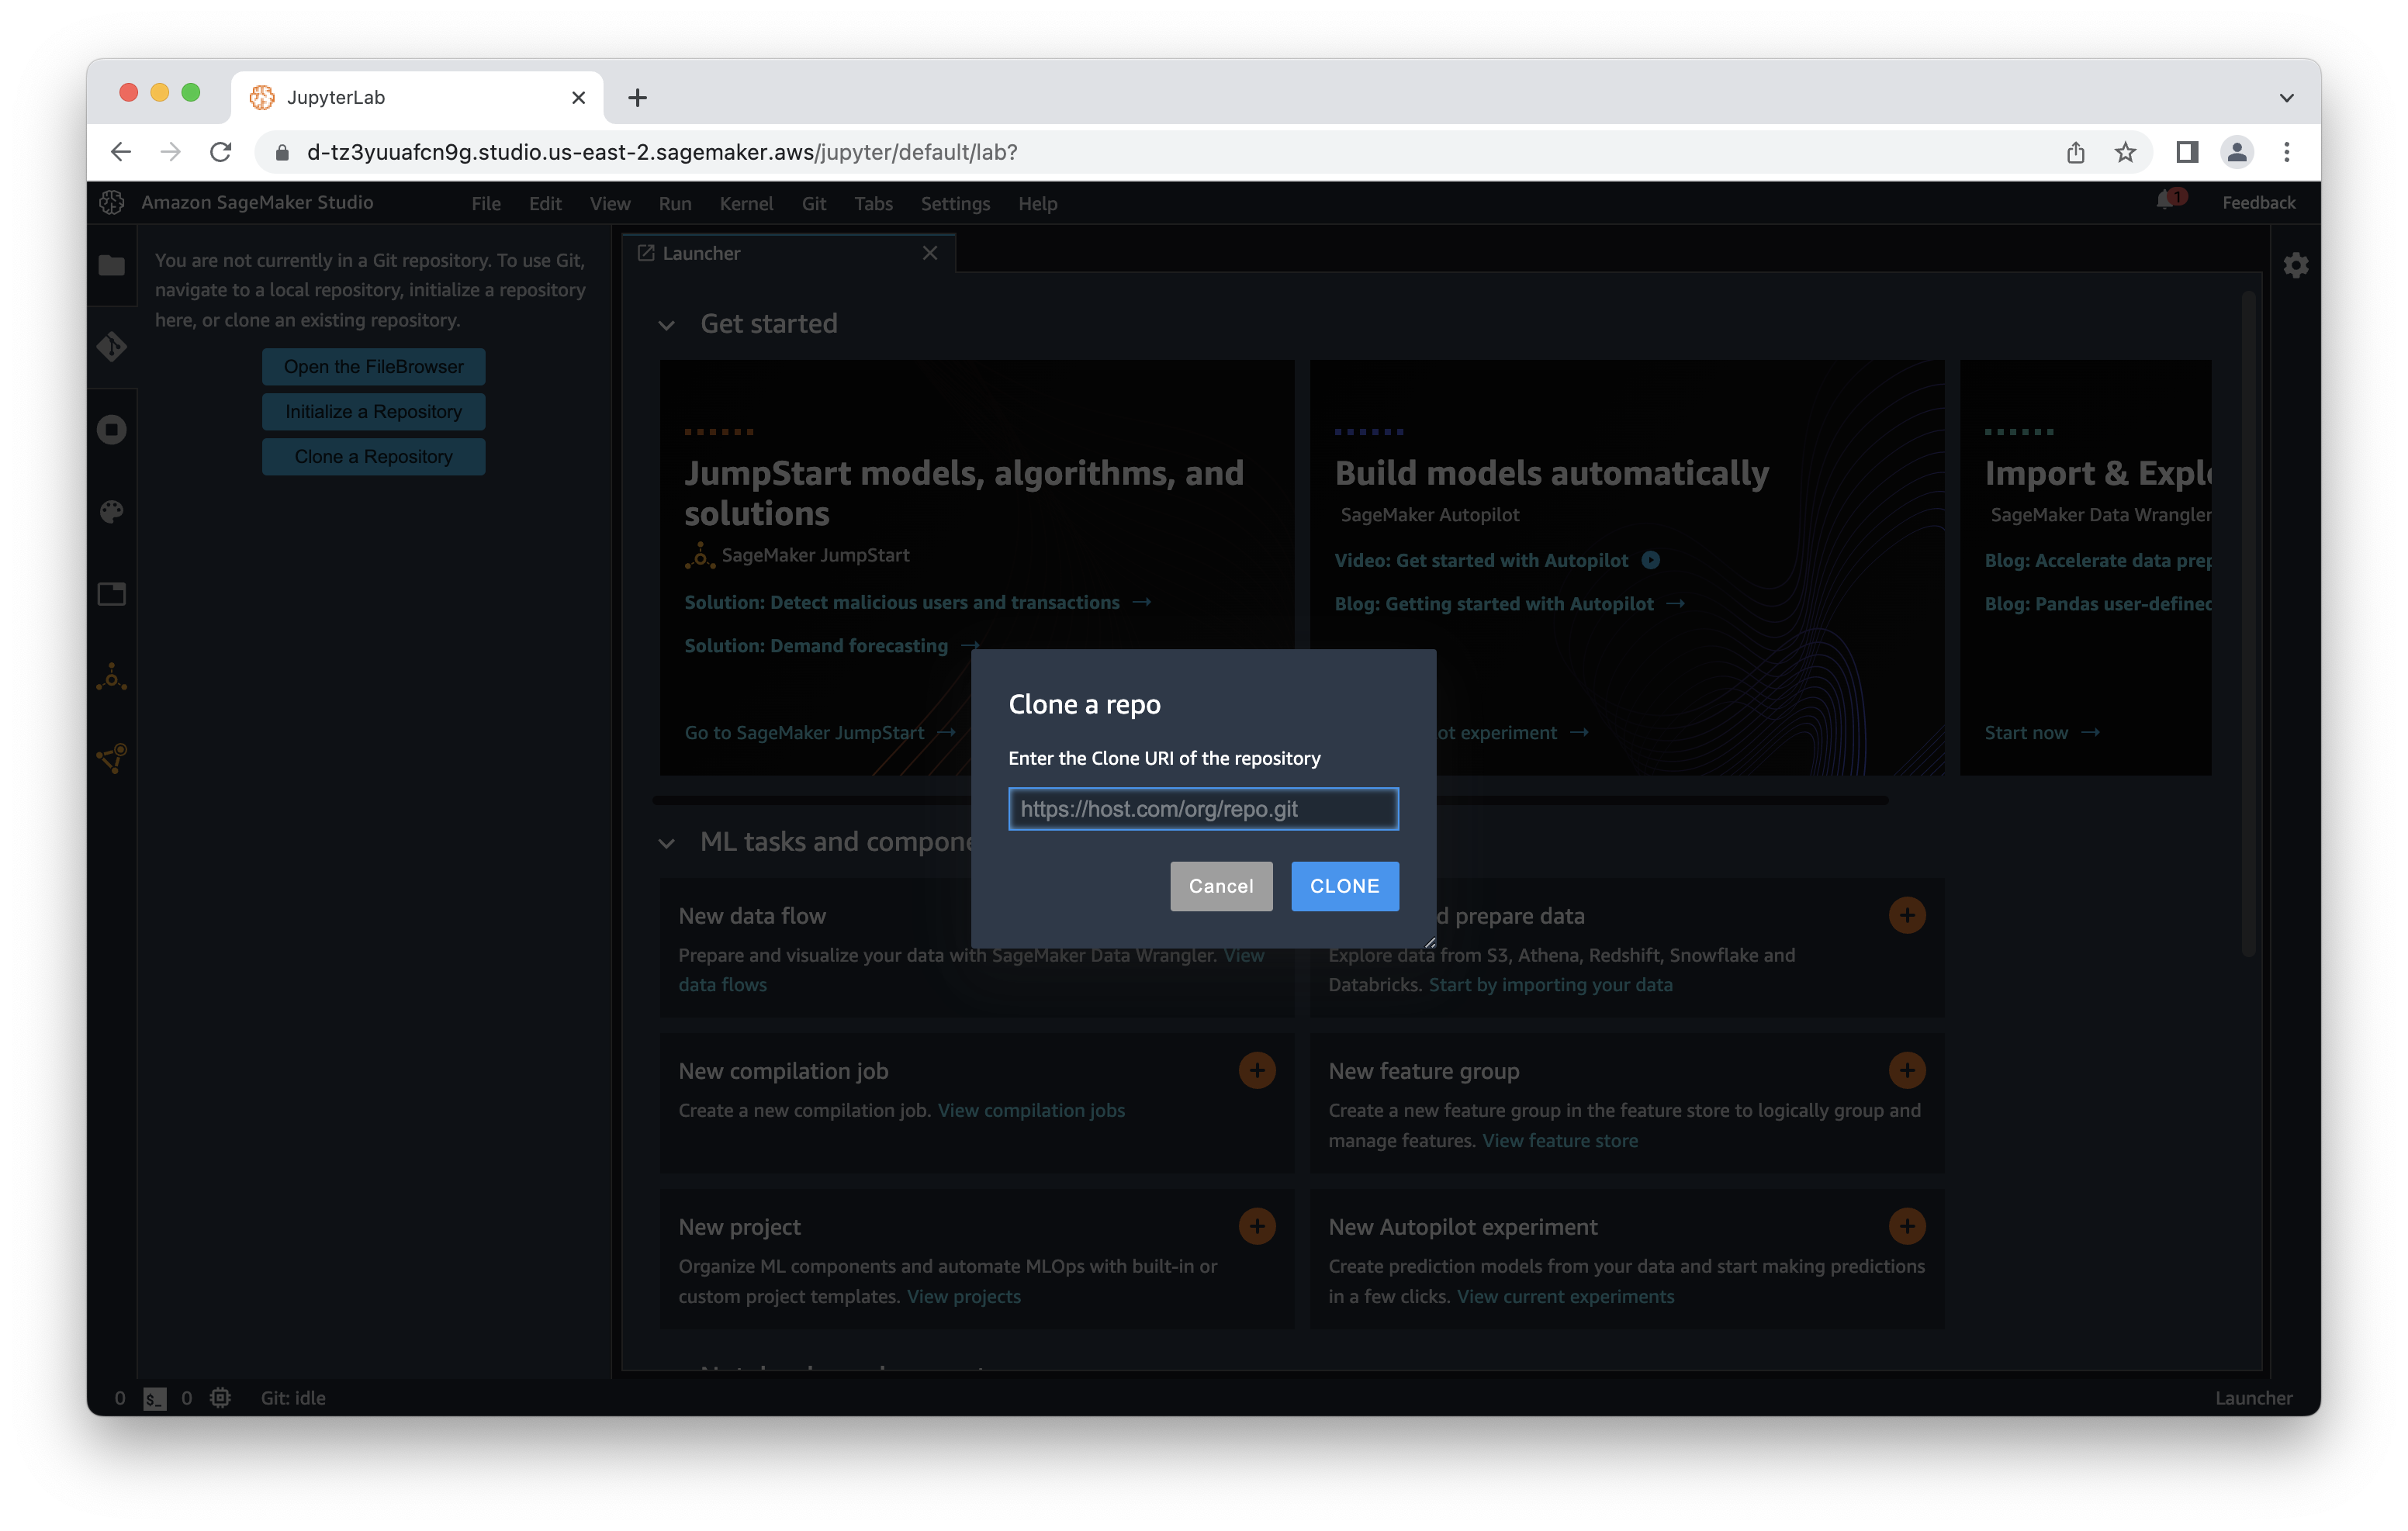 JupyterLab
d-tz3yuuafcn9g.studio.us-east-2.sagemaker.aws/jupyter/default/lab?
Amazon SageMaker Studio File Edit View Run Kernel Git Tabs Settings Help 1 Feedback
You are not currently in a Git repository. To use Git,
navigate to a local repository, initialize a repository
here, or clone an existing repository.
Open the FileBrowser
Initialize a Repository
Clone a Repository
Launcher
Get started
JumpStart models, algorithms, and
solutions
SageMaker JumpStart
Solution: Detect malicious users and transactions
Solution: Demand forecasting
Go to SageMaker JumpStart
Build models automatically
SageMaker Autopilot
Video: Get started with Autopilot
Blog: Getting started with Autopilot
ot experiment
Import & Explo
SageMaker Data Wrangler
Blog: Accelerate data prep
Blog: Pandas user-defined
Start now
Clone a repo
Enter the Clone URI of the repository
https://host.com/org/repo.git
Cancel CLONE
ML tasks and compone
New data flow
Prepare and visualize your data with SageMaker Data Wrangler. View
data flows
d prepare data
Explore data from S3, Athena, Redshift, Snowflake and
Databricks. Start by importing your data
New compilation job
Create a new compilation job. View compilation jobs
New feature group
Create a new feature group in the feature store to logically group and
manage features. View feature store
New project
Organize ML components and automate MLOps with built-in or
custom project templates. View projects
New Autopilot experiment
Create prediction models from your data and start making predictions
in a few clicks. View current experiments
0 $_ 0 Git: idle Launcher